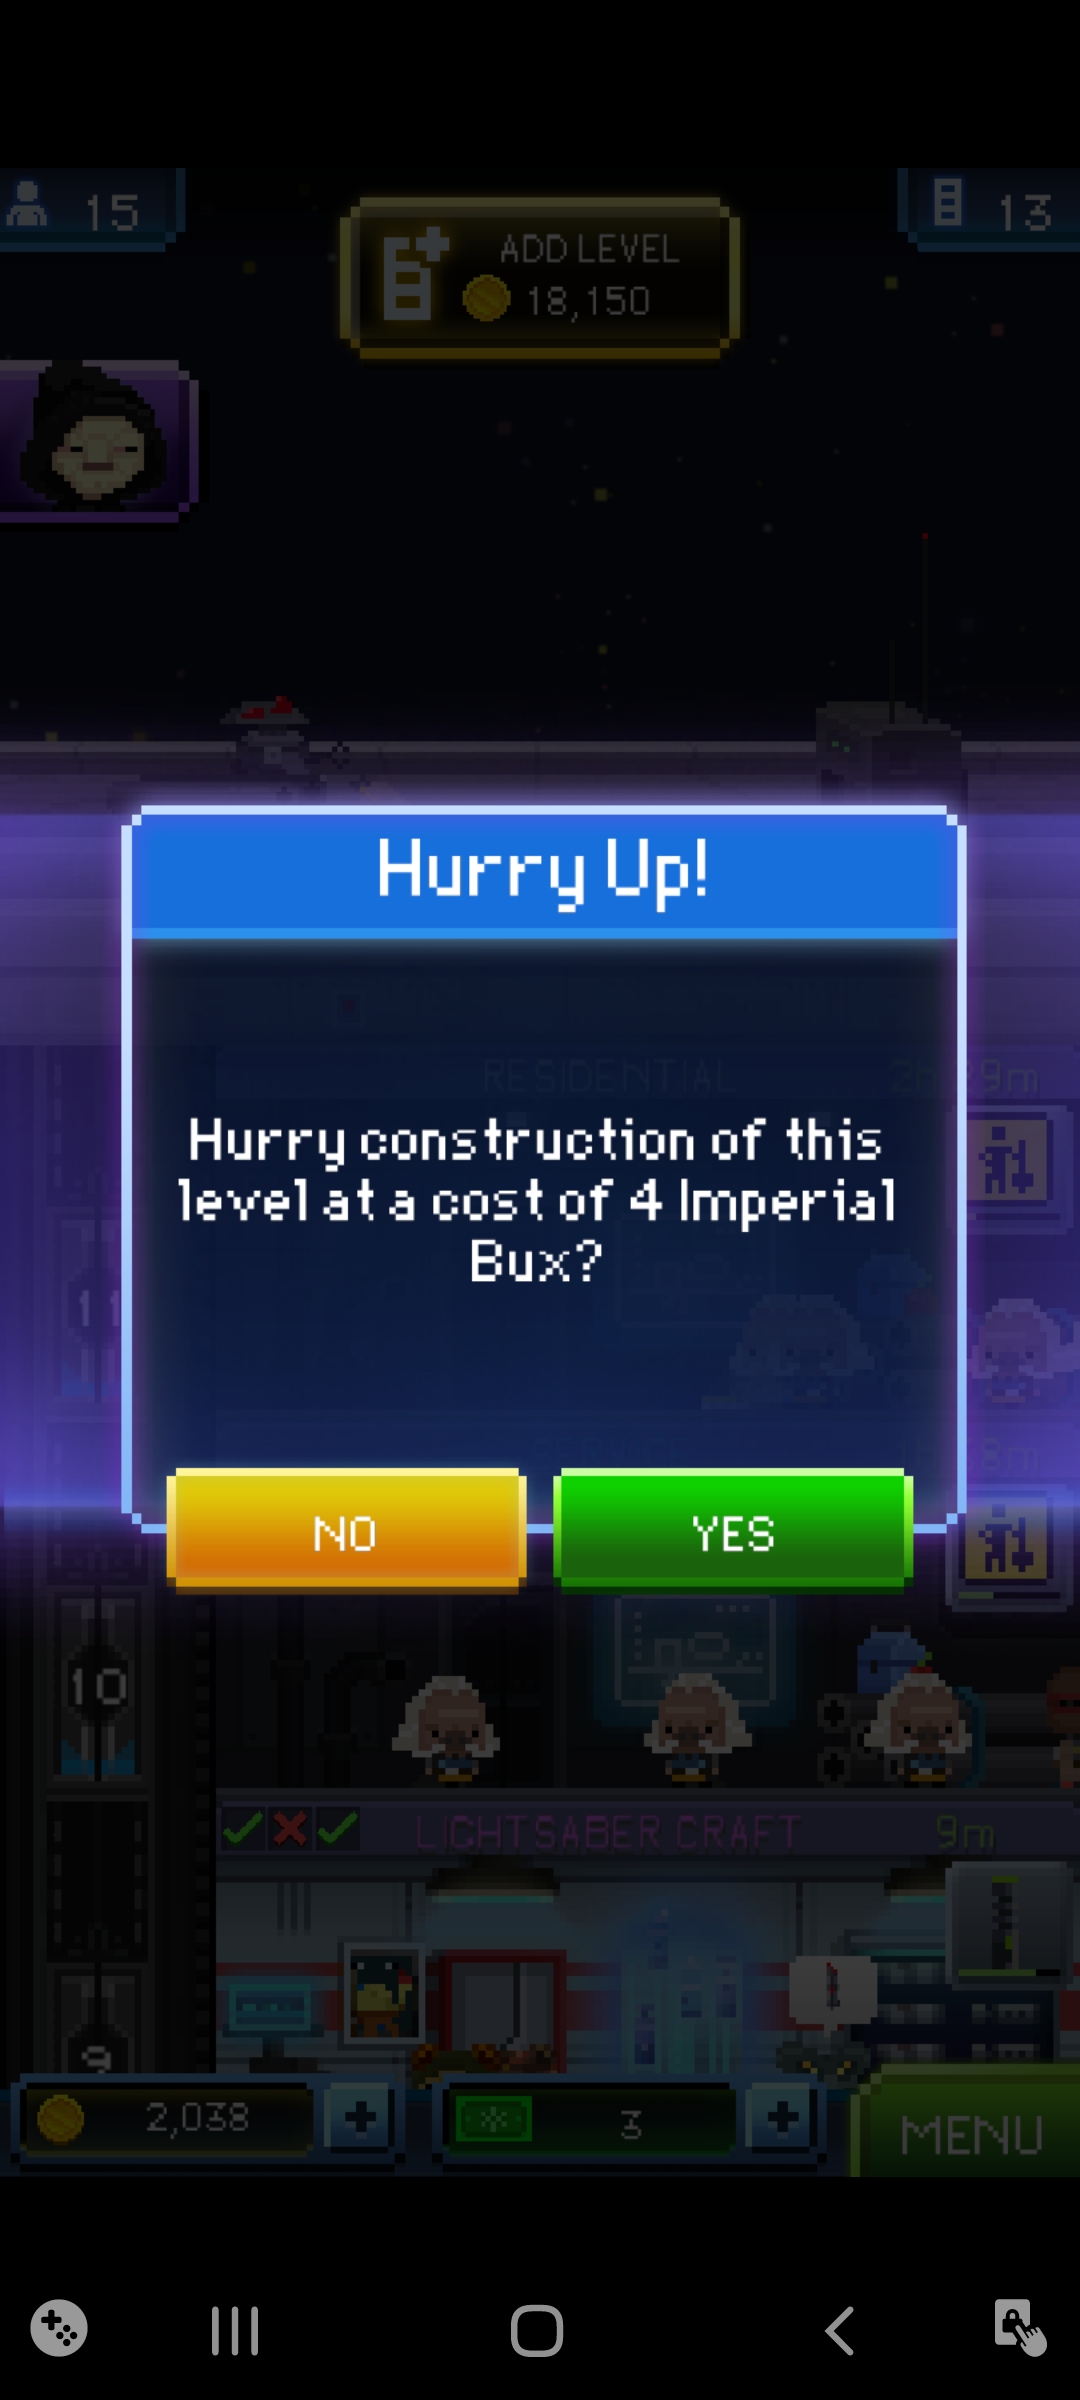 15
ADD LEVEL
18,150
13
Hurry Up!
RESIDENTIAL
Hurry construction of this
level at a cost of 4 Imperial
Bux?
11
NO
YES
10
LIGHTSABER CRAFT
9m
9
2,038
3
MENU